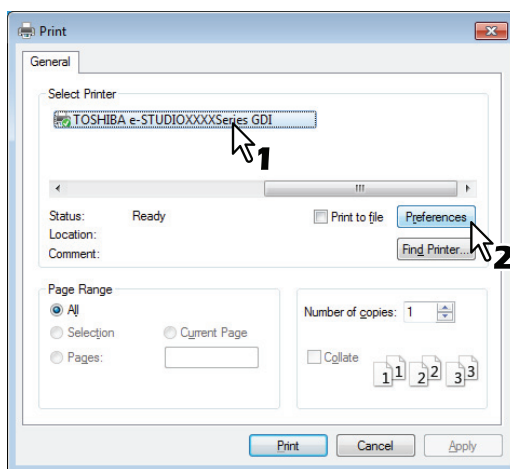 Print
General
Select Printer
TOSHIBA e-STUDIOXXXXSeries GDI
1
Status: Ready
Print to file
Preferences
Location:
Comment:
Find Printer...
2
Page Range
All
Selection
Current Page
Pages:
Number of copies: 1
Collate
1 1 2 2 3 3
Print Cancel Apply